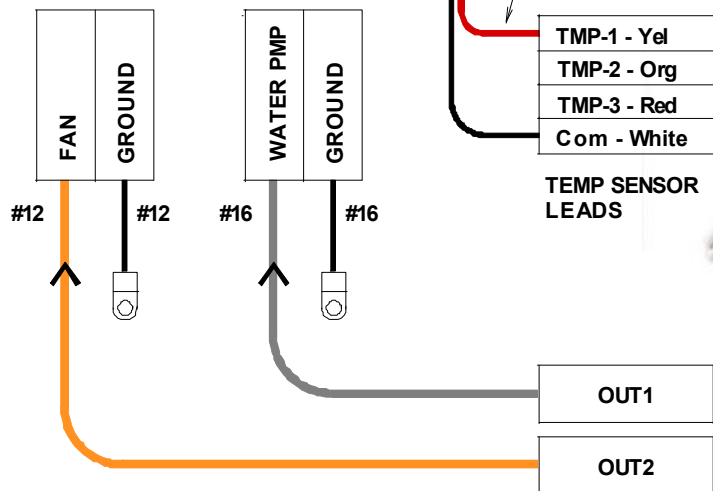 FAN
GROUND
WATER PMP
GROUND
TMP-1 - Yel
TMP-2 - Org
TMP-3 - Red
Com - White
TEMP SENSOR
LEADS
#12
#12
#16
#16
OUT1
OUT2